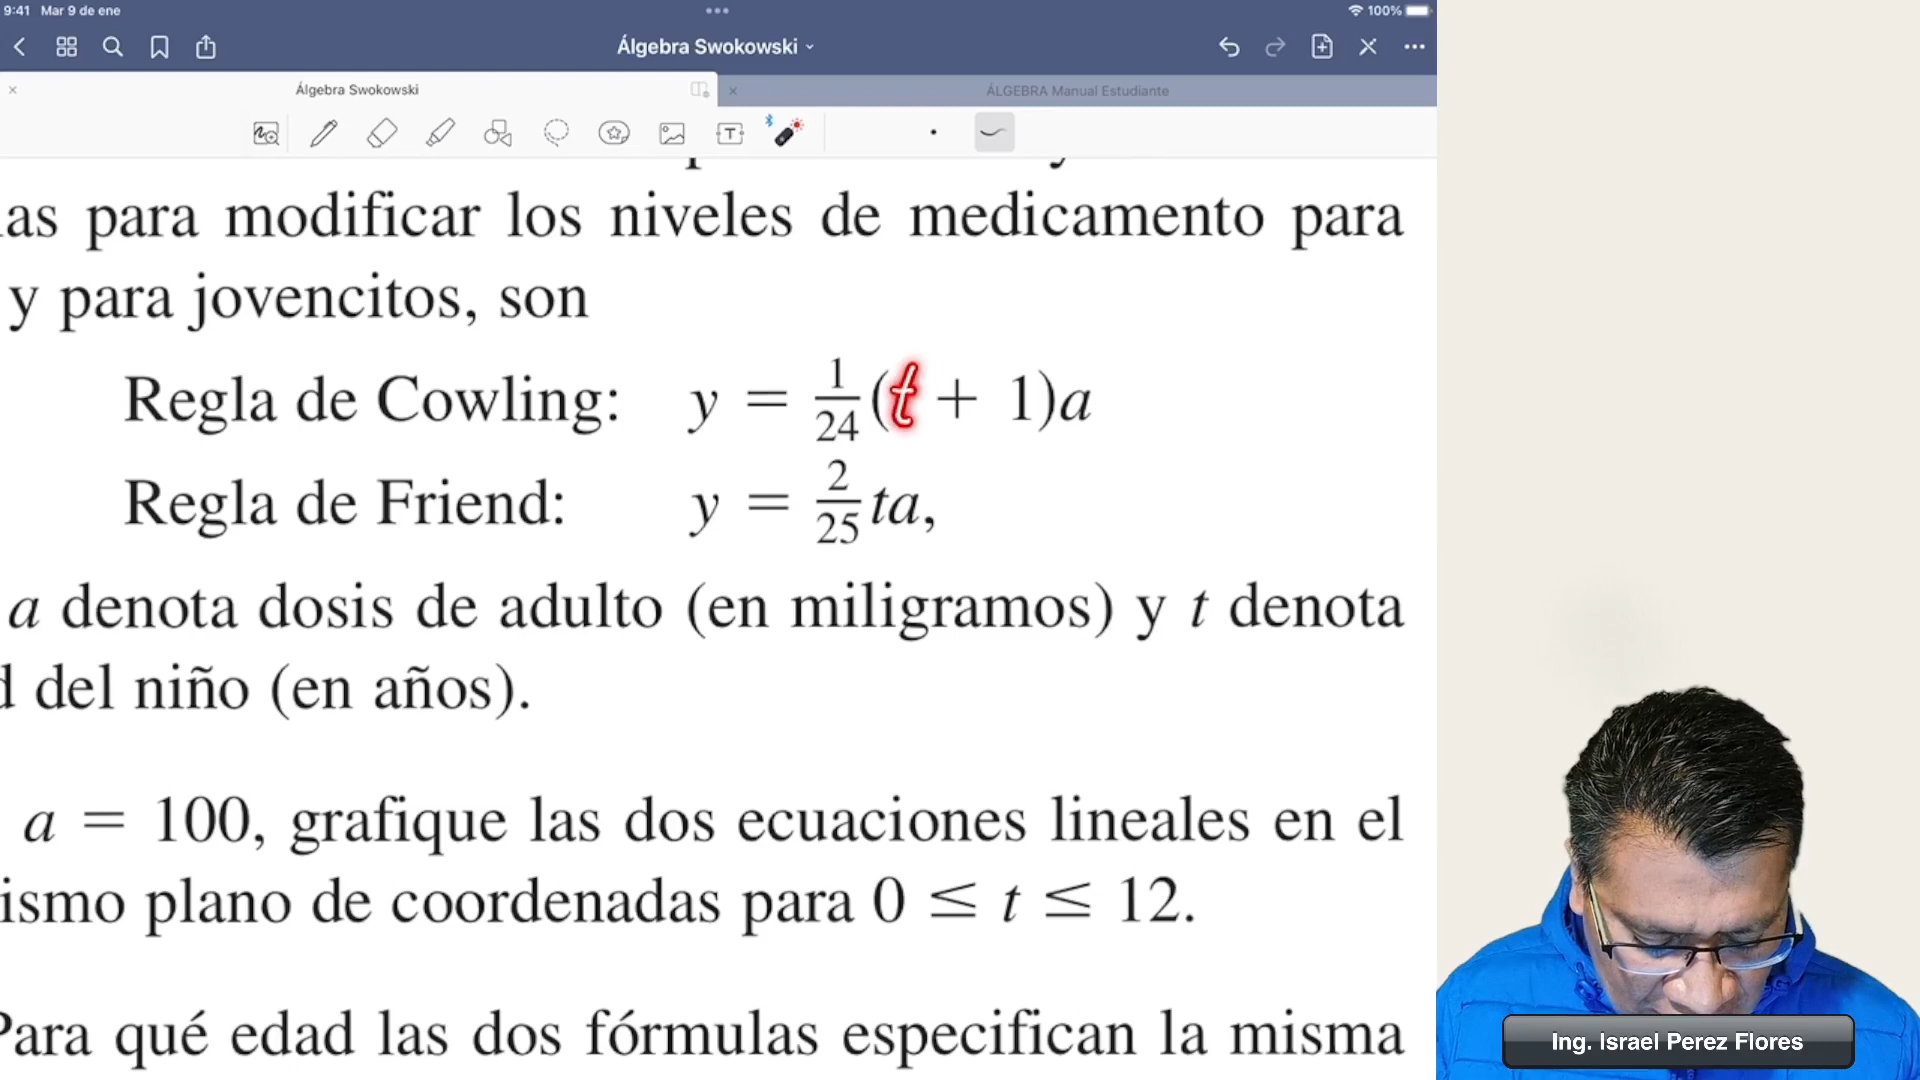 9:41 Mar 9 de ene
100%
Álgebra Swokowski
Álgebra Swokowski
ÁLGEBRA Manual Estudiante
T
as para modificar los niveles de medicamento para
y para jovencitos, son
Regla de Cowling: y = 1/24 (t + 1)a
Regla de Friend: y = 2/25 ta,
a denota dosis de adulto (en miligramos) y t denota
d del niño (en años).
a = 100, grafique las dos ecuaciones lineales en el
ismo plano de coordenadas para 0 ≤ t ≤ 12.
Para qué edad las dos fórmulas especifican la misma
Ing. Israel Perez Flores